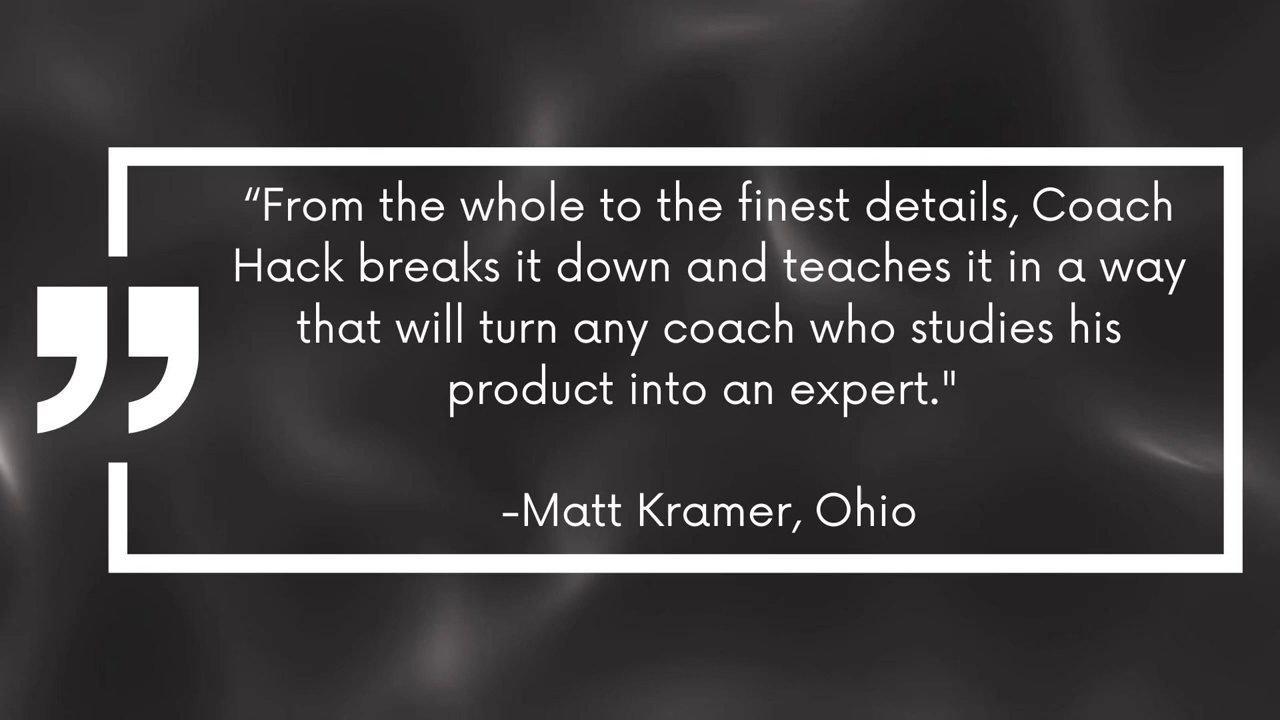 “From the whole to the finest details, Coach
Hack breaks it down and teaches it in a way
that will turn any coach who studies his
product into an expert."
-Matt Kramer, Ohio